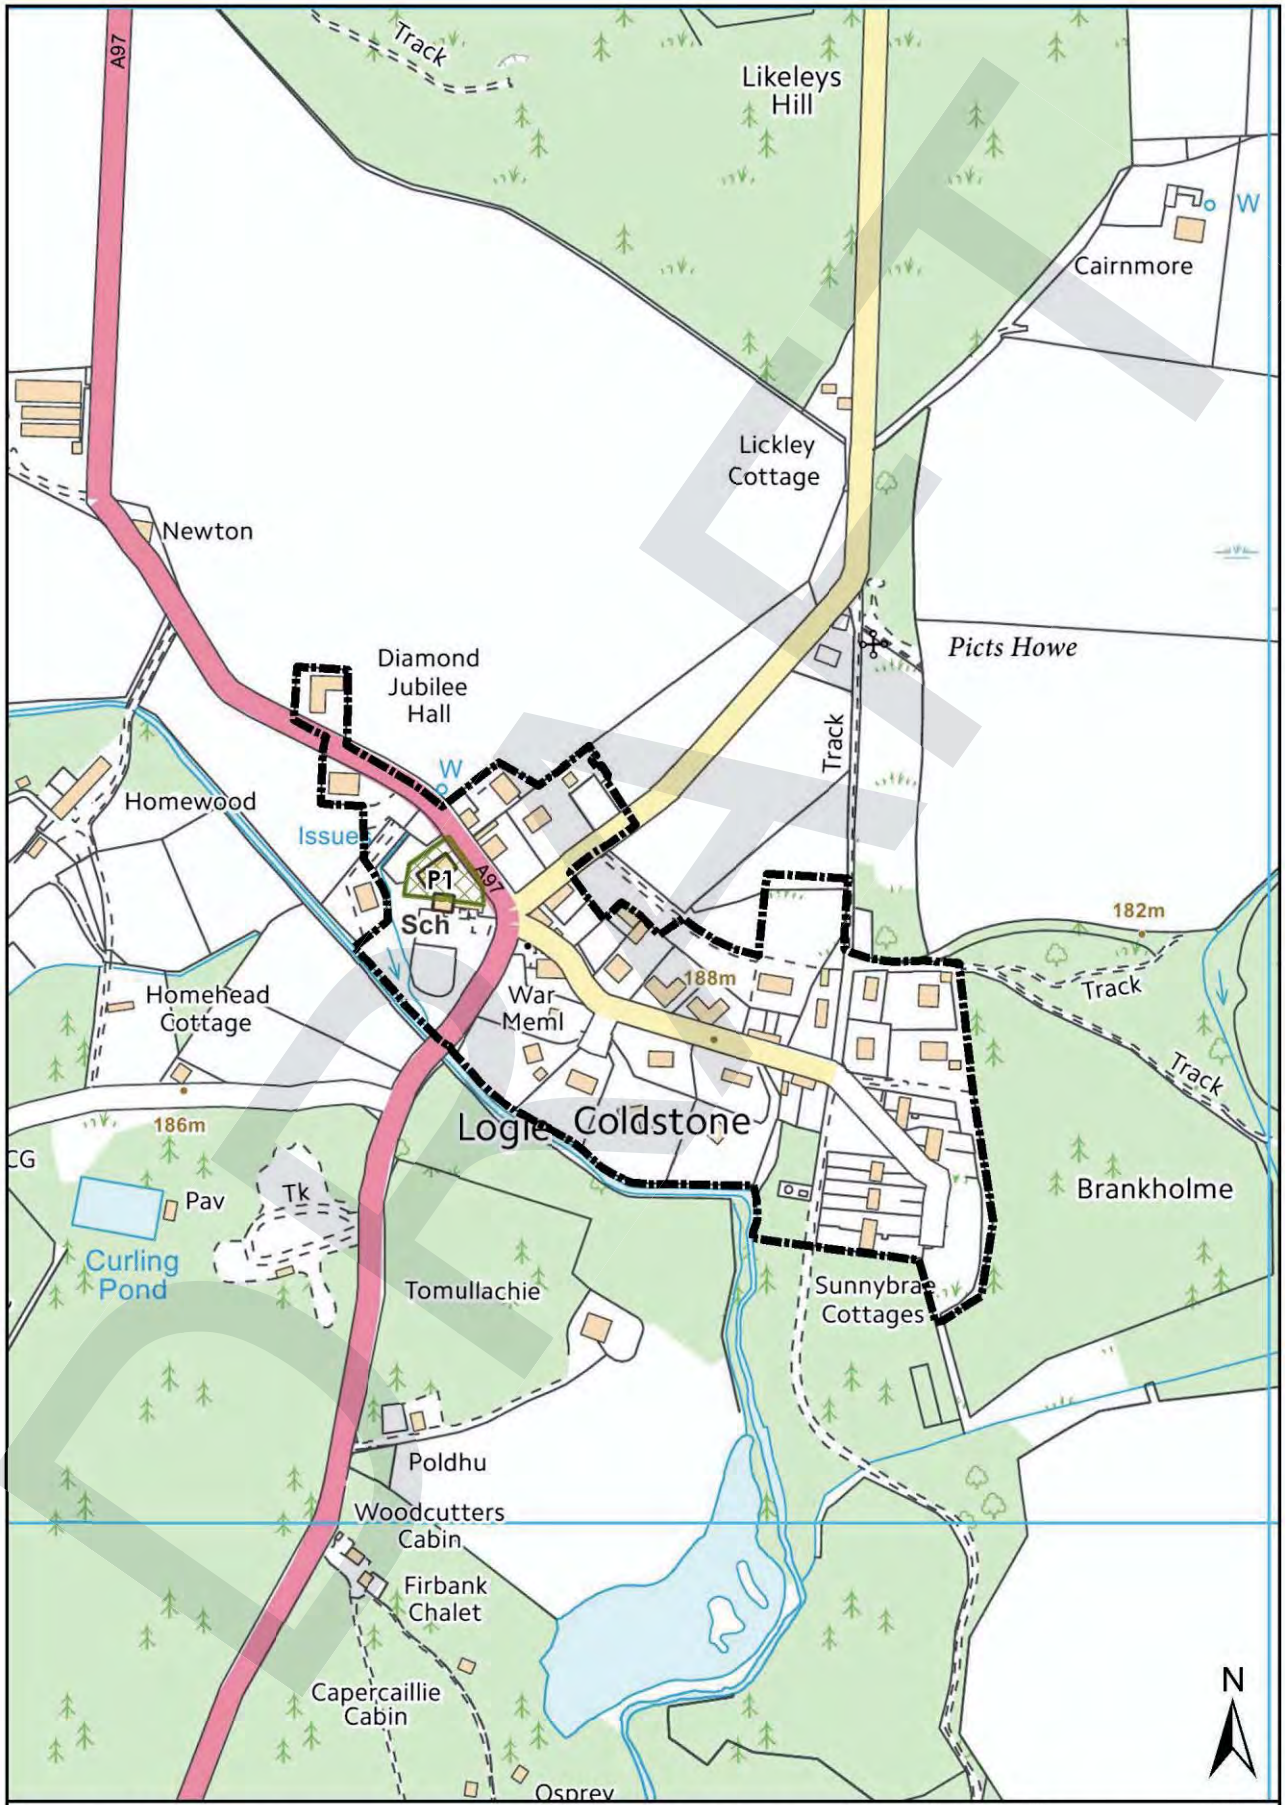 A97
Track
Likeleys
Hill
W
Cairnmore
Lickley
Cottage
Newton
Picts Howe
Diamond
Jubilee
Hall
Track
W
Homewood
Issue
P1
A97
Sch
182m
188m
Track
Homehead
Cottage
War
Meml
Track
Logie Coldstone
186m
CG
Pav
Tk
Brankholme
Curling
Pond
Tomullachie
Sunnybrae
Cottages
Poldhu
Woodcutters
Cabin
Firbank
Chalet
Capercaillie
Cabin
N
Osprey
DRAFT